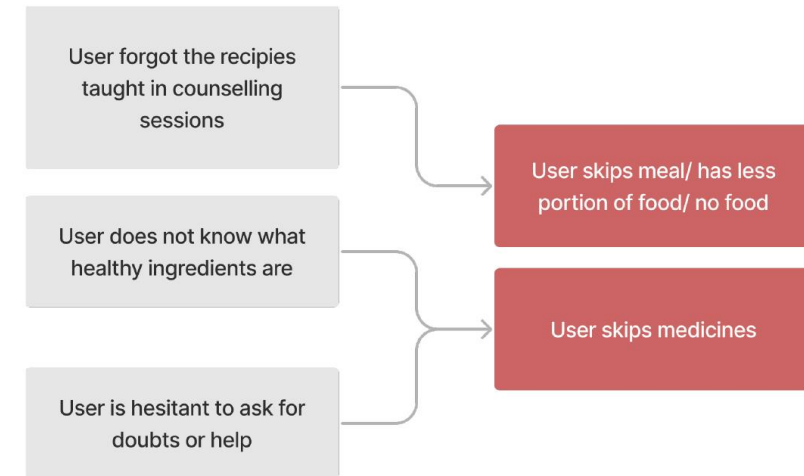 User forgot the recipies
taught in counselling
sessions
User skips meal/ has less
portion of food/ no food
User does not know what
healthy ingredients are
User skips medicines
User is hesitant to ask for
doubts or help